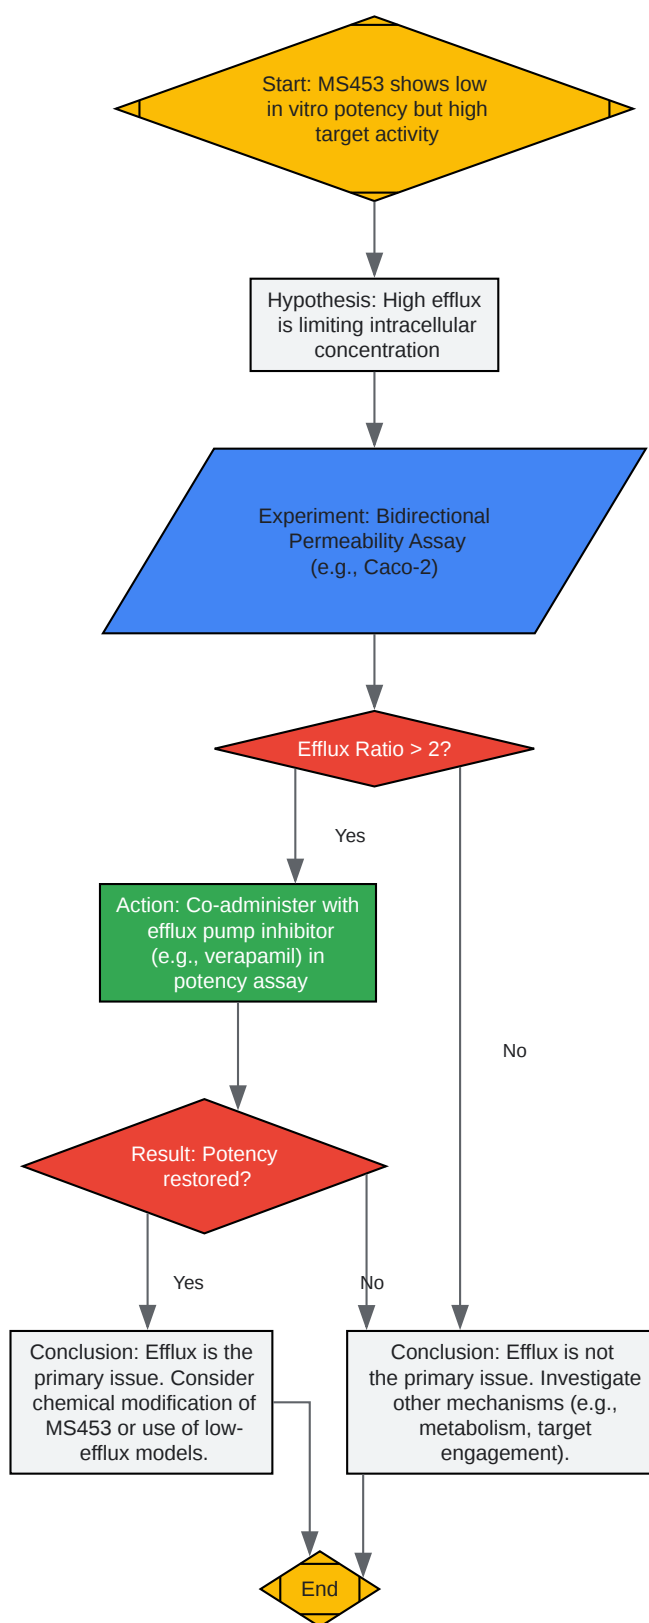 Start: MS453 shows low
in vitro potency but high
target activity
Hypothesis: High efflux
is limiting intracellular
concentration
Experiment: Bidirectional
Permeability Assay
(e.g., Caco-2)
Efflux Ratio > 2?
Yes
Action: Co-administer with
efflux pump inhibitor
(e.g., verapamil) in
potency assay
No
Result: Potency
restored?
Yes
No
Conclusion: Efflux is the
primary issue. Consider
chemical modification of
MS453 or use of low-
efflux models.
Conclusion: Efflux is not
the primary issue. Investigate
other mechanisms (e.g.,
metabolism, target
engagement).
End